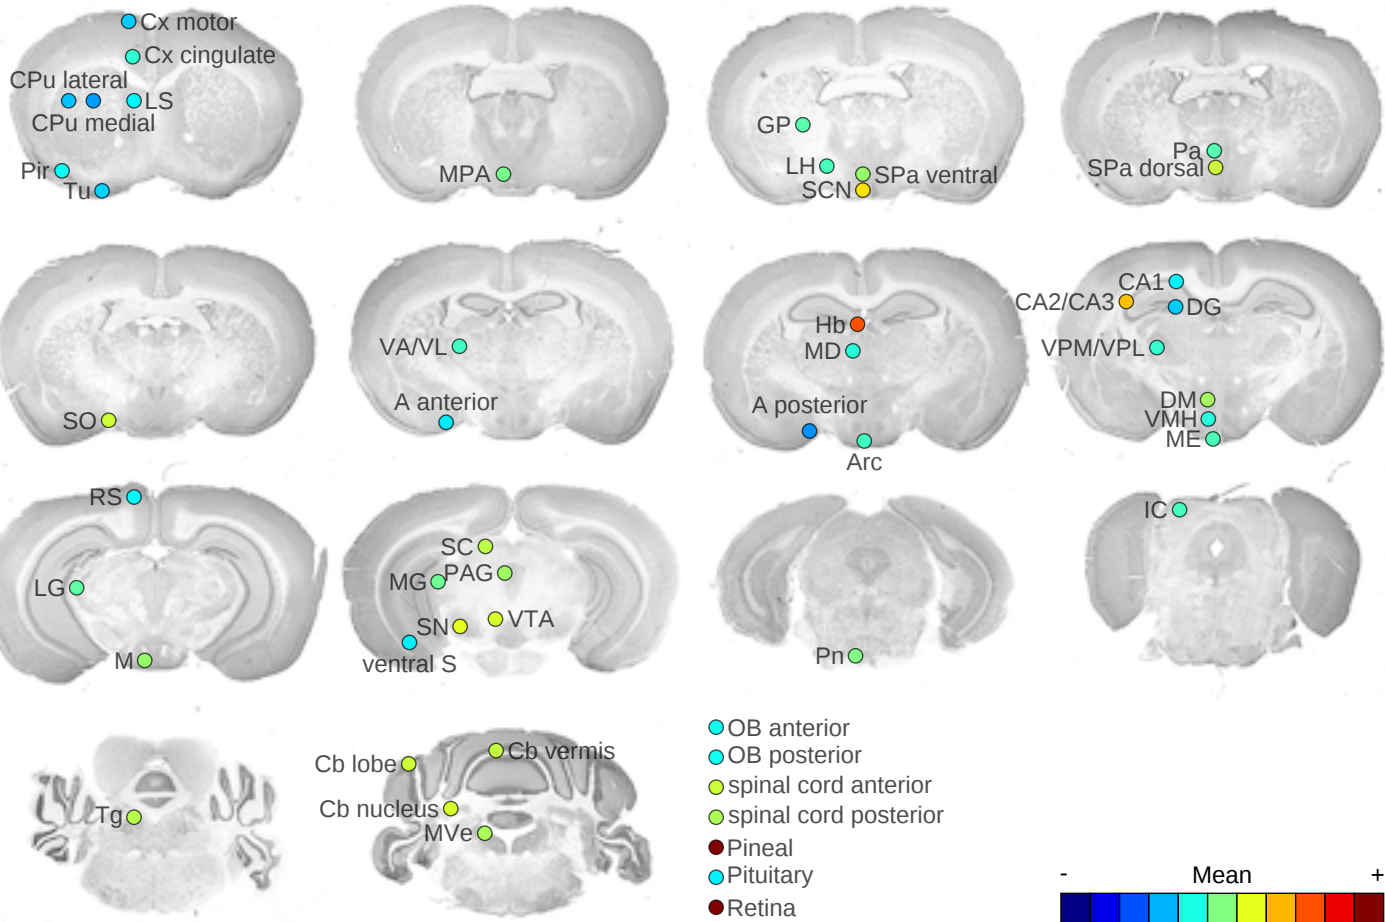 Cx motor
Cx cingulate
CPu lateral
LS
CPu medial
Pir
Tu
MPA
GP
LH
SPa ventral
SCN
Pa
SPa dorsal
SO
VA/VL
A anterior
Hb
MD
A posterior
Arc
CA1
CA2/CA3
DG
VPM/VPL
DM
VMH
ME
RS
LG
M
SC
PAG
MG
VTA
SN
ventral S
Pn
IC
Tg
Cb vermis
Cb lobe
Cb nucleus
MVe
OB anterior
OB posterior
spinal cord anterior
spinal cord posterior
Pineal
Pituitary
Retina
- Mean +